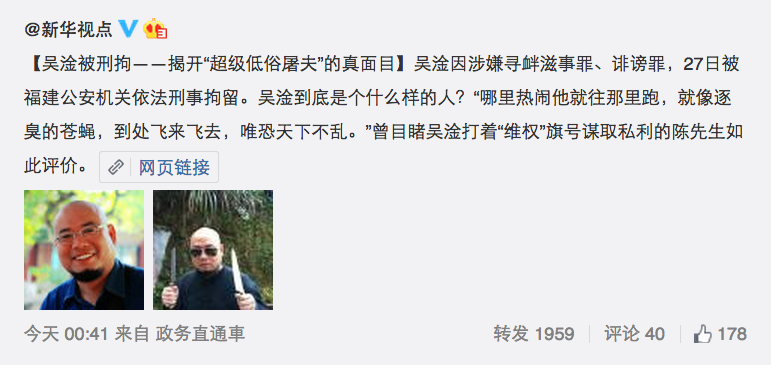 @新华视点
【吴淦被刑拘——揭开“超级低俗屠夫”的真面目】吴淦因涉嫌寻衅滋事罪、诽谤罪，27日被
福建公安机关依法刑事拘留。吴淦到底是个什么样的人？“哪里热闹他就往那里跑，就像逐
臭的苍蝇，到处飞来飞去，唯恐天下不乱。”曾目睹吴淦打着“维权”旗号谋取私利的陈先生如
此评价。 网页链接
今天 00:41 来自 政务直通車 转发 1959 评论 40 178